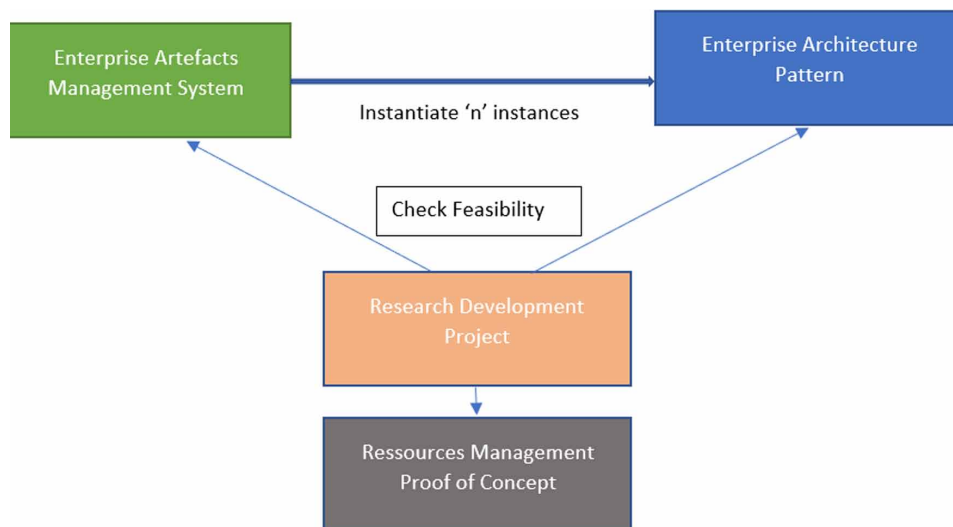 Enterprise Artefacts
Management System
Enterprise Architecture
Pattern
Instantiate ‘n’ instances
Check Feasibility
Research Development
Project
Ressources Management
Proof of Concept